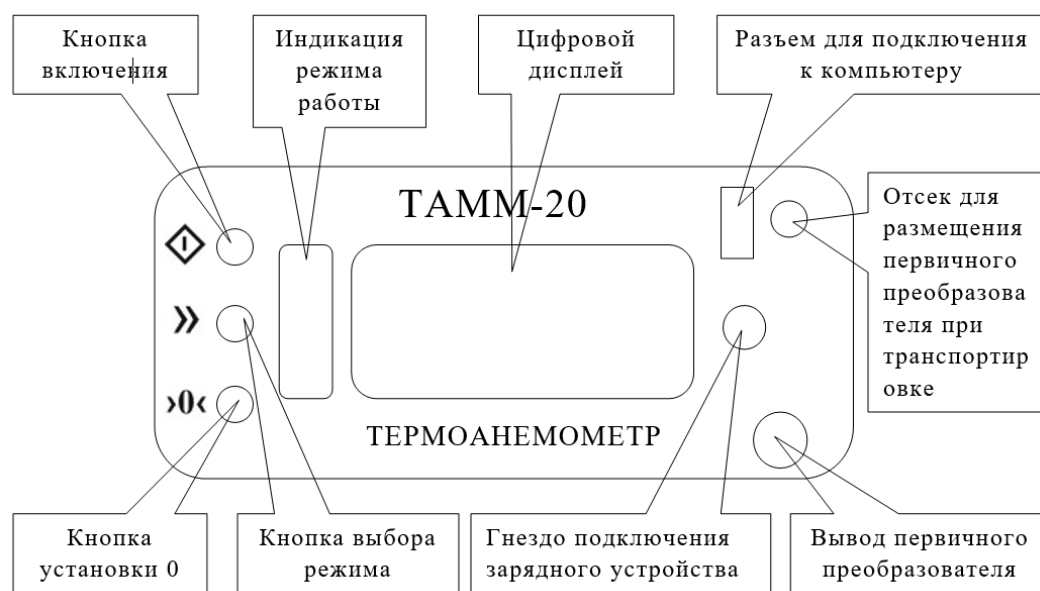 Кнопка
включения
Индикация
режима
работы
Цифровой
дисплей
Разъем для подключения
к компьютеру
ТАММ-20
Отсек для
размещения
первичного
преобразова
теля при
транспортир
овке
›0‹
ТЕРМОАНЕМОМЕТР
Кнопка
установки 0
Кнопка выбора
режима
Гнездо подключения
зарядного устройства
Вывод первичного
преобразователя